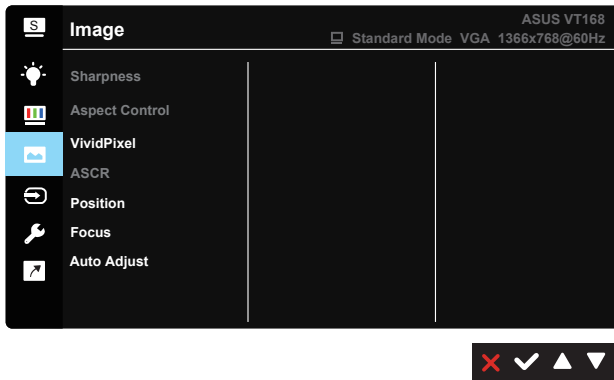 S
Image
ASUS VT168
Standard Mode VGA 1366x768@60Hz
Sharpness
Aspect Control
VividPixel
ASCR
Position
Focus
Auto Adjust